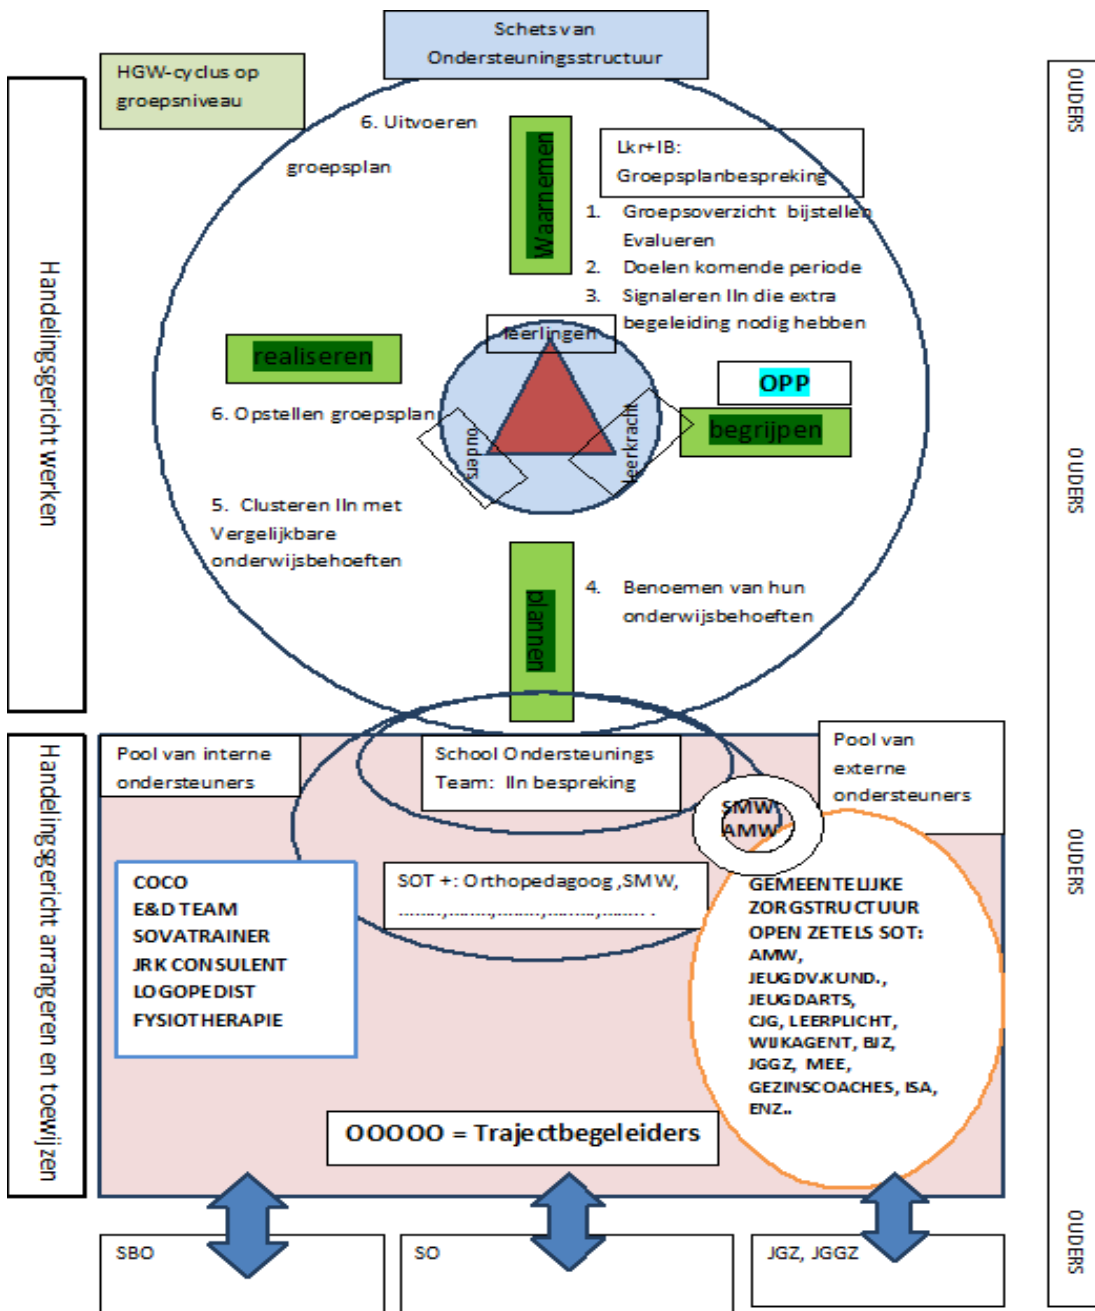 Schets van
Ondersteuningsstructuur
HGW-cyclus op
groepsniveau
Handelingsgericht werken
OUDERS
6. Uitvoeren
groepsplan
Waarnemen
Lkr+IB:
Groepsplanbespreking
1. Groepsoverzicht bijstellen
Evalueren
2. Doelen komende periode
3. Signaleren lln die extra
begeleiding nodig hebben
leerlingen
realiseren
OPP
begrijpen
6. Opstellen groepsplan
ouders
leerkracht
OUDERS
5. Clusteren lln met
Vergelijkbare
onderwijsbehoeften
plannen
4. Benoemen van hun
onderwijsbehoeften
Handelingsgericht arrangeren en toewijzen
Pool van interne
ondersteuners
School Ondersteunings
Team: lln bespreking
Pool van
externe
ondersteuners
SMW
AMW
OUDERS
COCO
E&D TEAM
SOVATRAINER
JRK CONSULENT
LOGOPEDIST
FYSIOTHERAPIE
SOT +: Orthopedagoog ,SMW,
GEMEENTELIJKE
ZORGSTRUCTUUR
OPEN ZETELS SOT:
AMW,
JEUGDV.KUND.,
JEUGDARTS,
CJG, LEERPLICHT,
WIJKAGENT, BJZ,
JGGZ, MEE,
GEZINSCOACHES, ISA,
ENZ..
OOOOO = Trajectbegeleiders
SBO
SO
JGZ, JGGZ
OUDERS